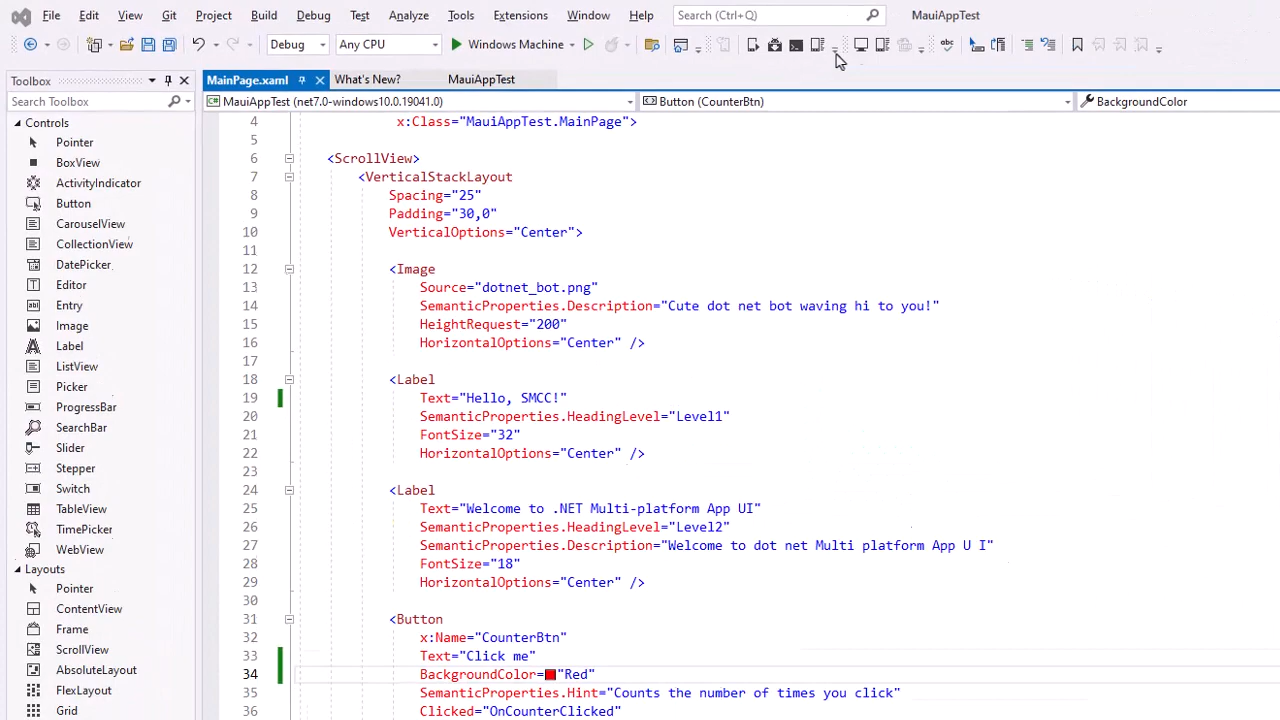 File Edit View Git Project Build Debug Test Analyze Tools Extensions Window Help Search (Ctrl+Q) MauiAppTest
Debug Any CPU Windows Machine
Toolbox MainPage.xaml What's New? MauiAppTest
Search Toolbox MauiAppTest (net7.0-windows10.0.19041.0) Button (CounterBtn) BackgroundColor
Controls
Pointer
BoxView
ActivityIndicator
Button
CarouselView
CollectionView
DatePicker
Editor
Entry
Image
Label
ListView
Picker
ProgressBar
SearchBar
Slider
Stepper
Switch
TableView
TimePicker
WebView
Layouts
Pointer
ContentView
Frame
ScrollView
AbsoluteLayout
FlexLayout
Grid
4 x:Class="MauiAppTest.MainPage">
5
6 <ScrollView>
7 <VerticalStackLayout
8 Spacing="25"
9 Padding="30,0"
10 VerticalOptions="Center">
11
12 <Image
13 Source="dotnet_bot.png"
14 SemanticProperties.Description="Cute dot net bot waving hi to you!"
15 HeightRequest="200"
16 HorizontalOptions="Center" />
17
18 <Label
19 Text="Hello, SMCC!"
20 SemanticProperties.HeadingLevel="Level1"
21 FontSize="32"
22 HorizontalOptions="Center" />
23
24 <Label
25 Text="Welcome to .NET Multi-platform App UI"
26 SemanticProperties.HeadingLevel="Level2"
27 SemanticProperties.Description="Welcome to dot net Multi platform App U I"
28 FontSize="18"
29 HorizontalOptions="Center" />
30
31 <Button
32 x:Name="CounterBtn"
33 Text="Click me"
34 BackgroundColor="Red"
35 SemanticProperties.Hint="Counts the number of times you click"
36 Clicked="OnCounterClicked"